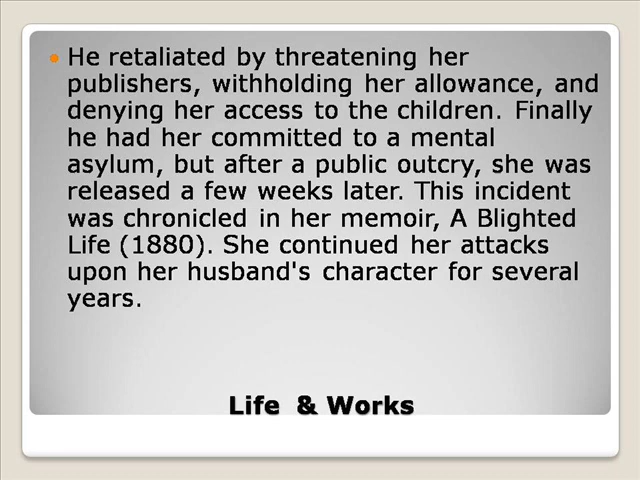 He retaliated by threatening her
publishers, withholding her allowance, and
denying her access to the children. Finally
he had her committed to a mental
asylum, but after a public outcry, she was
released a few weeks later. This incident
was chronicled in her memoir, A Blighted
Life (1880). She continued her attacks
upon her husband's character for several
years.
Life & Works